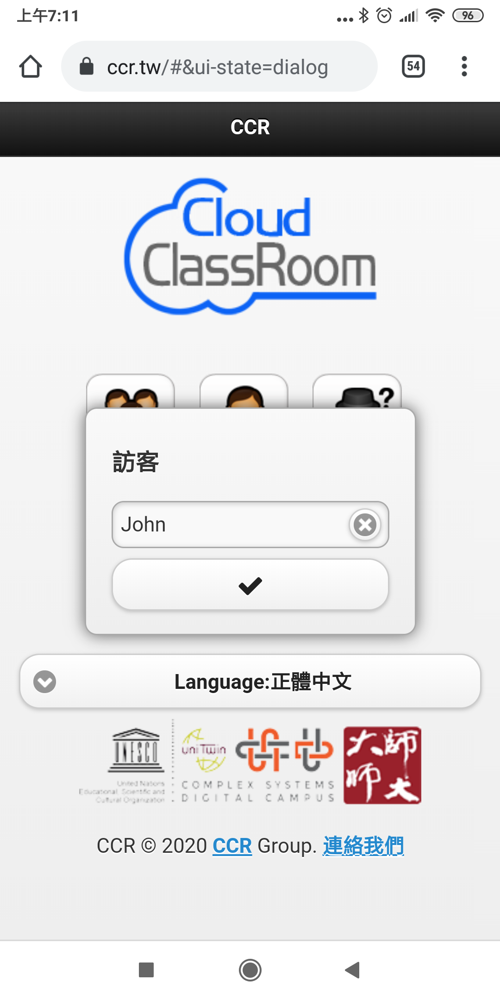 上午7:11
96
ccr.tw/#&ui-state=dialog
54
CCR
Cloud
ClassRoom
?
訪客
John
Language:正體中文
UNESCO
uniTwin
United Nations
Educational, Scientific and
Cultural Organization
COMPLEX SYSTEMS
DIGITAL CAMPUS
大師
師大
CCR © 2020 CCR Group. 連絡我們